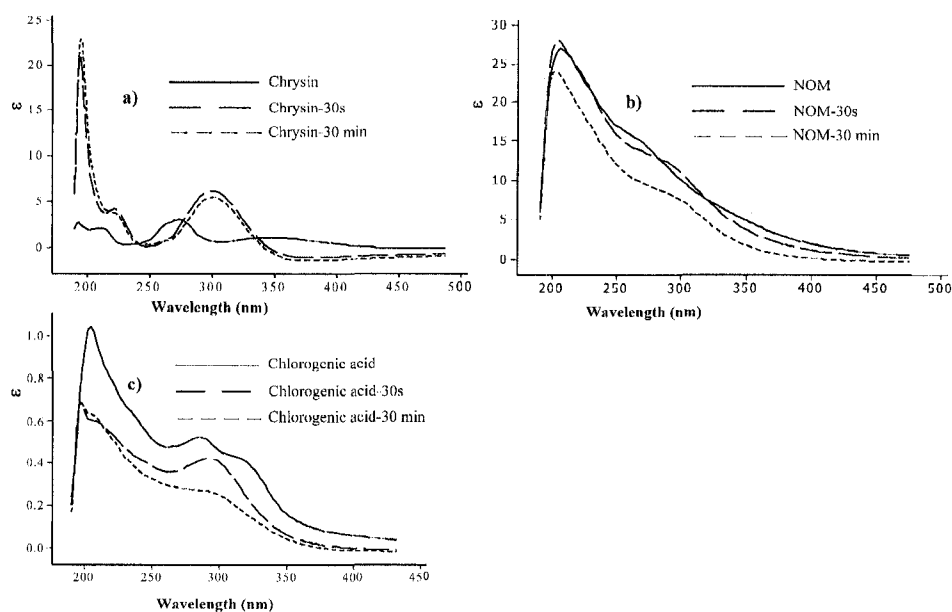 25
20
15
10
5
0
ε
a)
Chrysin
Chrysin-30s
Chrysin-30 min
200 250 300 350 400 450 500
Wavelength (nm)
30
25
20
15
10
5
0
ε
b)
NOM
NOM-30s
NOM-30 min
200 250 300 350 400 450 500
Wavelength (nm)
1.0
0.8
0.6
0.4
0.2
0.0
ε
c)
Chlorogenic acid
Chlorogenic acid-30s
Chlorogenic acid-30 min
200 250 300 350 400 450
Wavelength (nm)